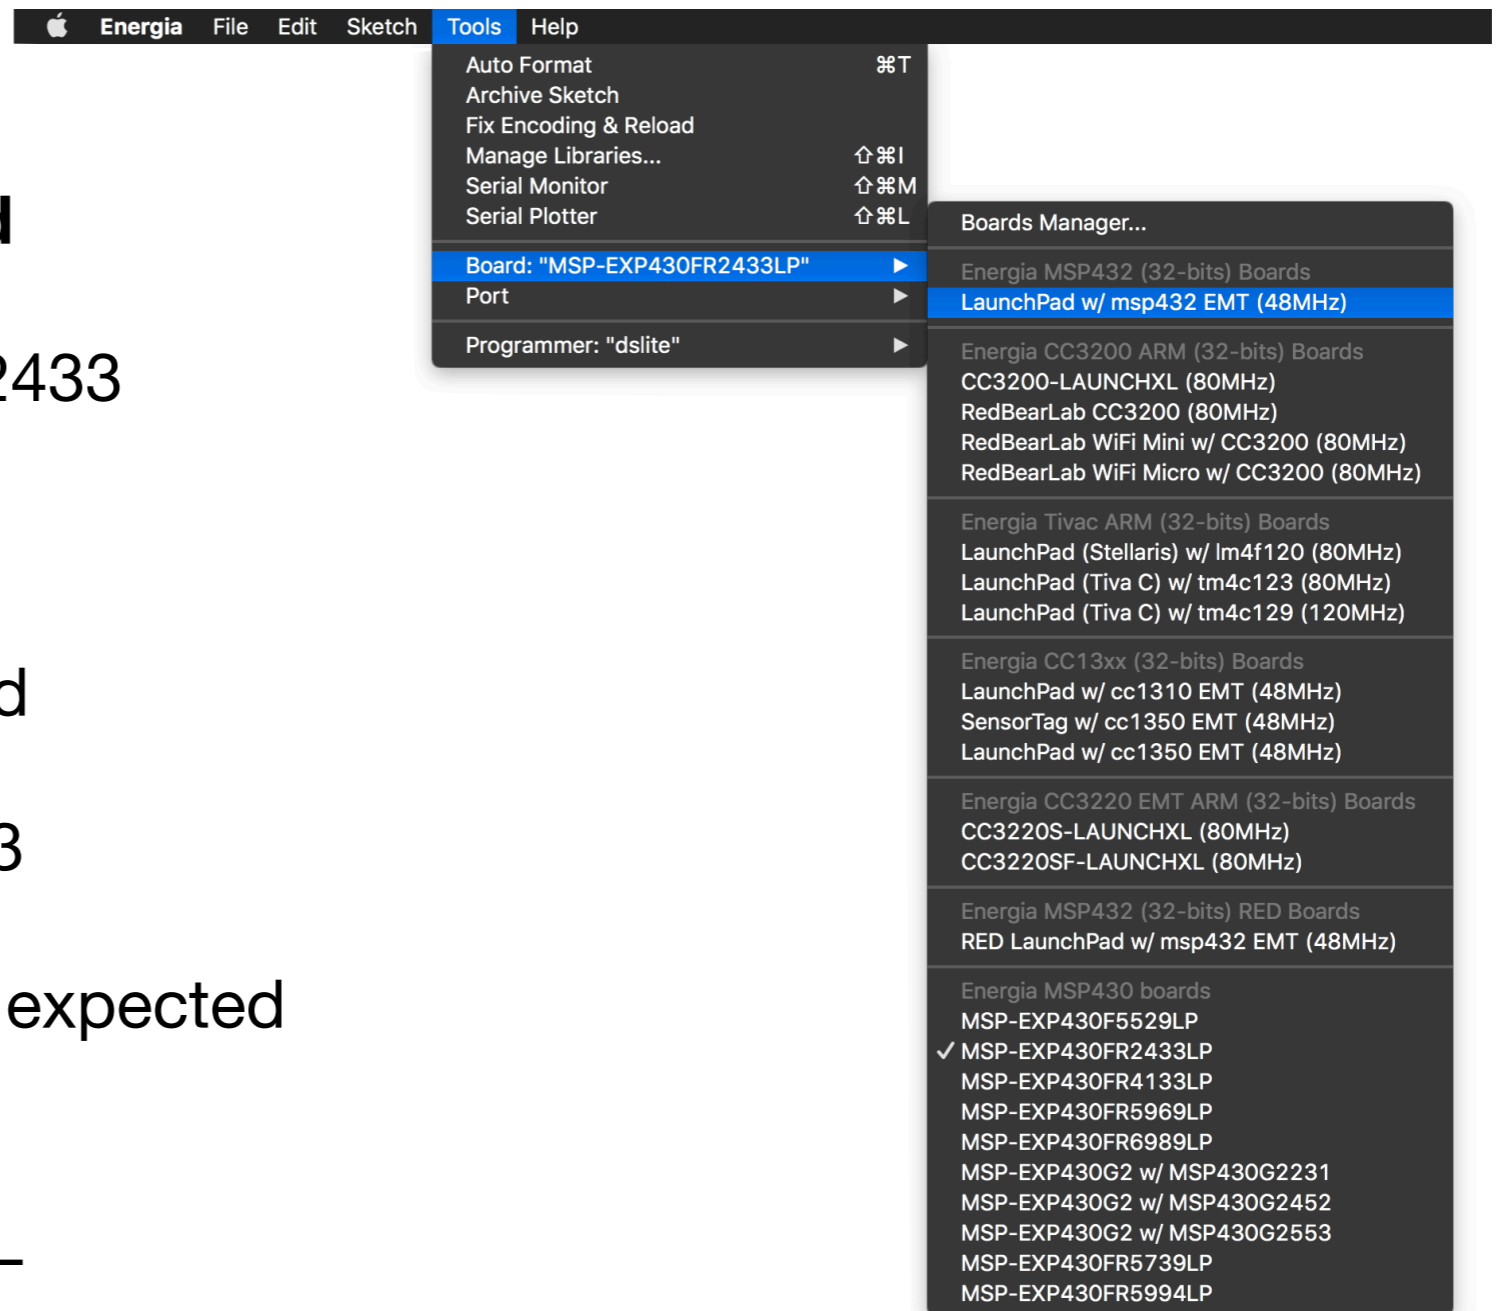 Energia File Edit Sketch Tools Help
Auto Format ⌘T
Archive Sketch
Fix Encoding & Reload
Manage Libraries... ⇧⌘I
Serial Monitor ⇧⌘M
Serial Plotter ⇧⌘L
Board: "MSP-EXP430FR2433LP" ▶
Port ▶
Programmer: "dslite" ▶
Boards Manager...
Energia MSP432 (32-bits) Boards
LaunchPad w/ msp432 EMT (48MHz)
Energia CC3200 ARM (32-bits) Boards
CC3200-LAUNCHXL (80MHz)
RedBearLab CC3200 (80MHz)
RedBearLab WiFi Mini w/ CC3200 (80MHz)
RedBearLab WiFi Micro w/ CC3200 (80MHz)
Energia Tivac ARM (32-bits) Boards
LaunchPad (Stellaris) w/ lm4f120 (80MHz)
LaunchPad (Tiva C) w/ tm4c123 (80MHz)
LaunchPad (Tiva C) w/ tm4c129 (120MHz)
Energia CC13xx (32-bits) Boards
LaunchPad w/ cc1310 EMT (48MHz)
SensorTag w/ cc1350 EMT (48MHz)
LaunchPad w/ cc1350 EMT (48MHz)
Energia CC3220 EMT ARM (32-bits) Boards
CC3220S-LAUNCHXL (80MHz)
CC3220SF-LAUNCHXL (80MHz)
Energia MSP432 (32-bits) RED Boards
RED LaunchPad w/ msp432 EMT (48MHz)
Energia MSP430 boards
MSP-EXP430F5529LP
✓ MSP-EXP430FR2433LP
MSP-EXP430FR4133LP
MSP-EXP430FR5969LP
MSP-EXP430FR6989LP
MSP-EXP430G2 w/ MSP430G2231
MSP-EXP430G2 w/ MSP430G2452
MSP-EXP430G2 w/ MSP430G2553
MSP-EXP430FR5739LP
MSP-EXP430FR5994LP
2433
d
3
expected